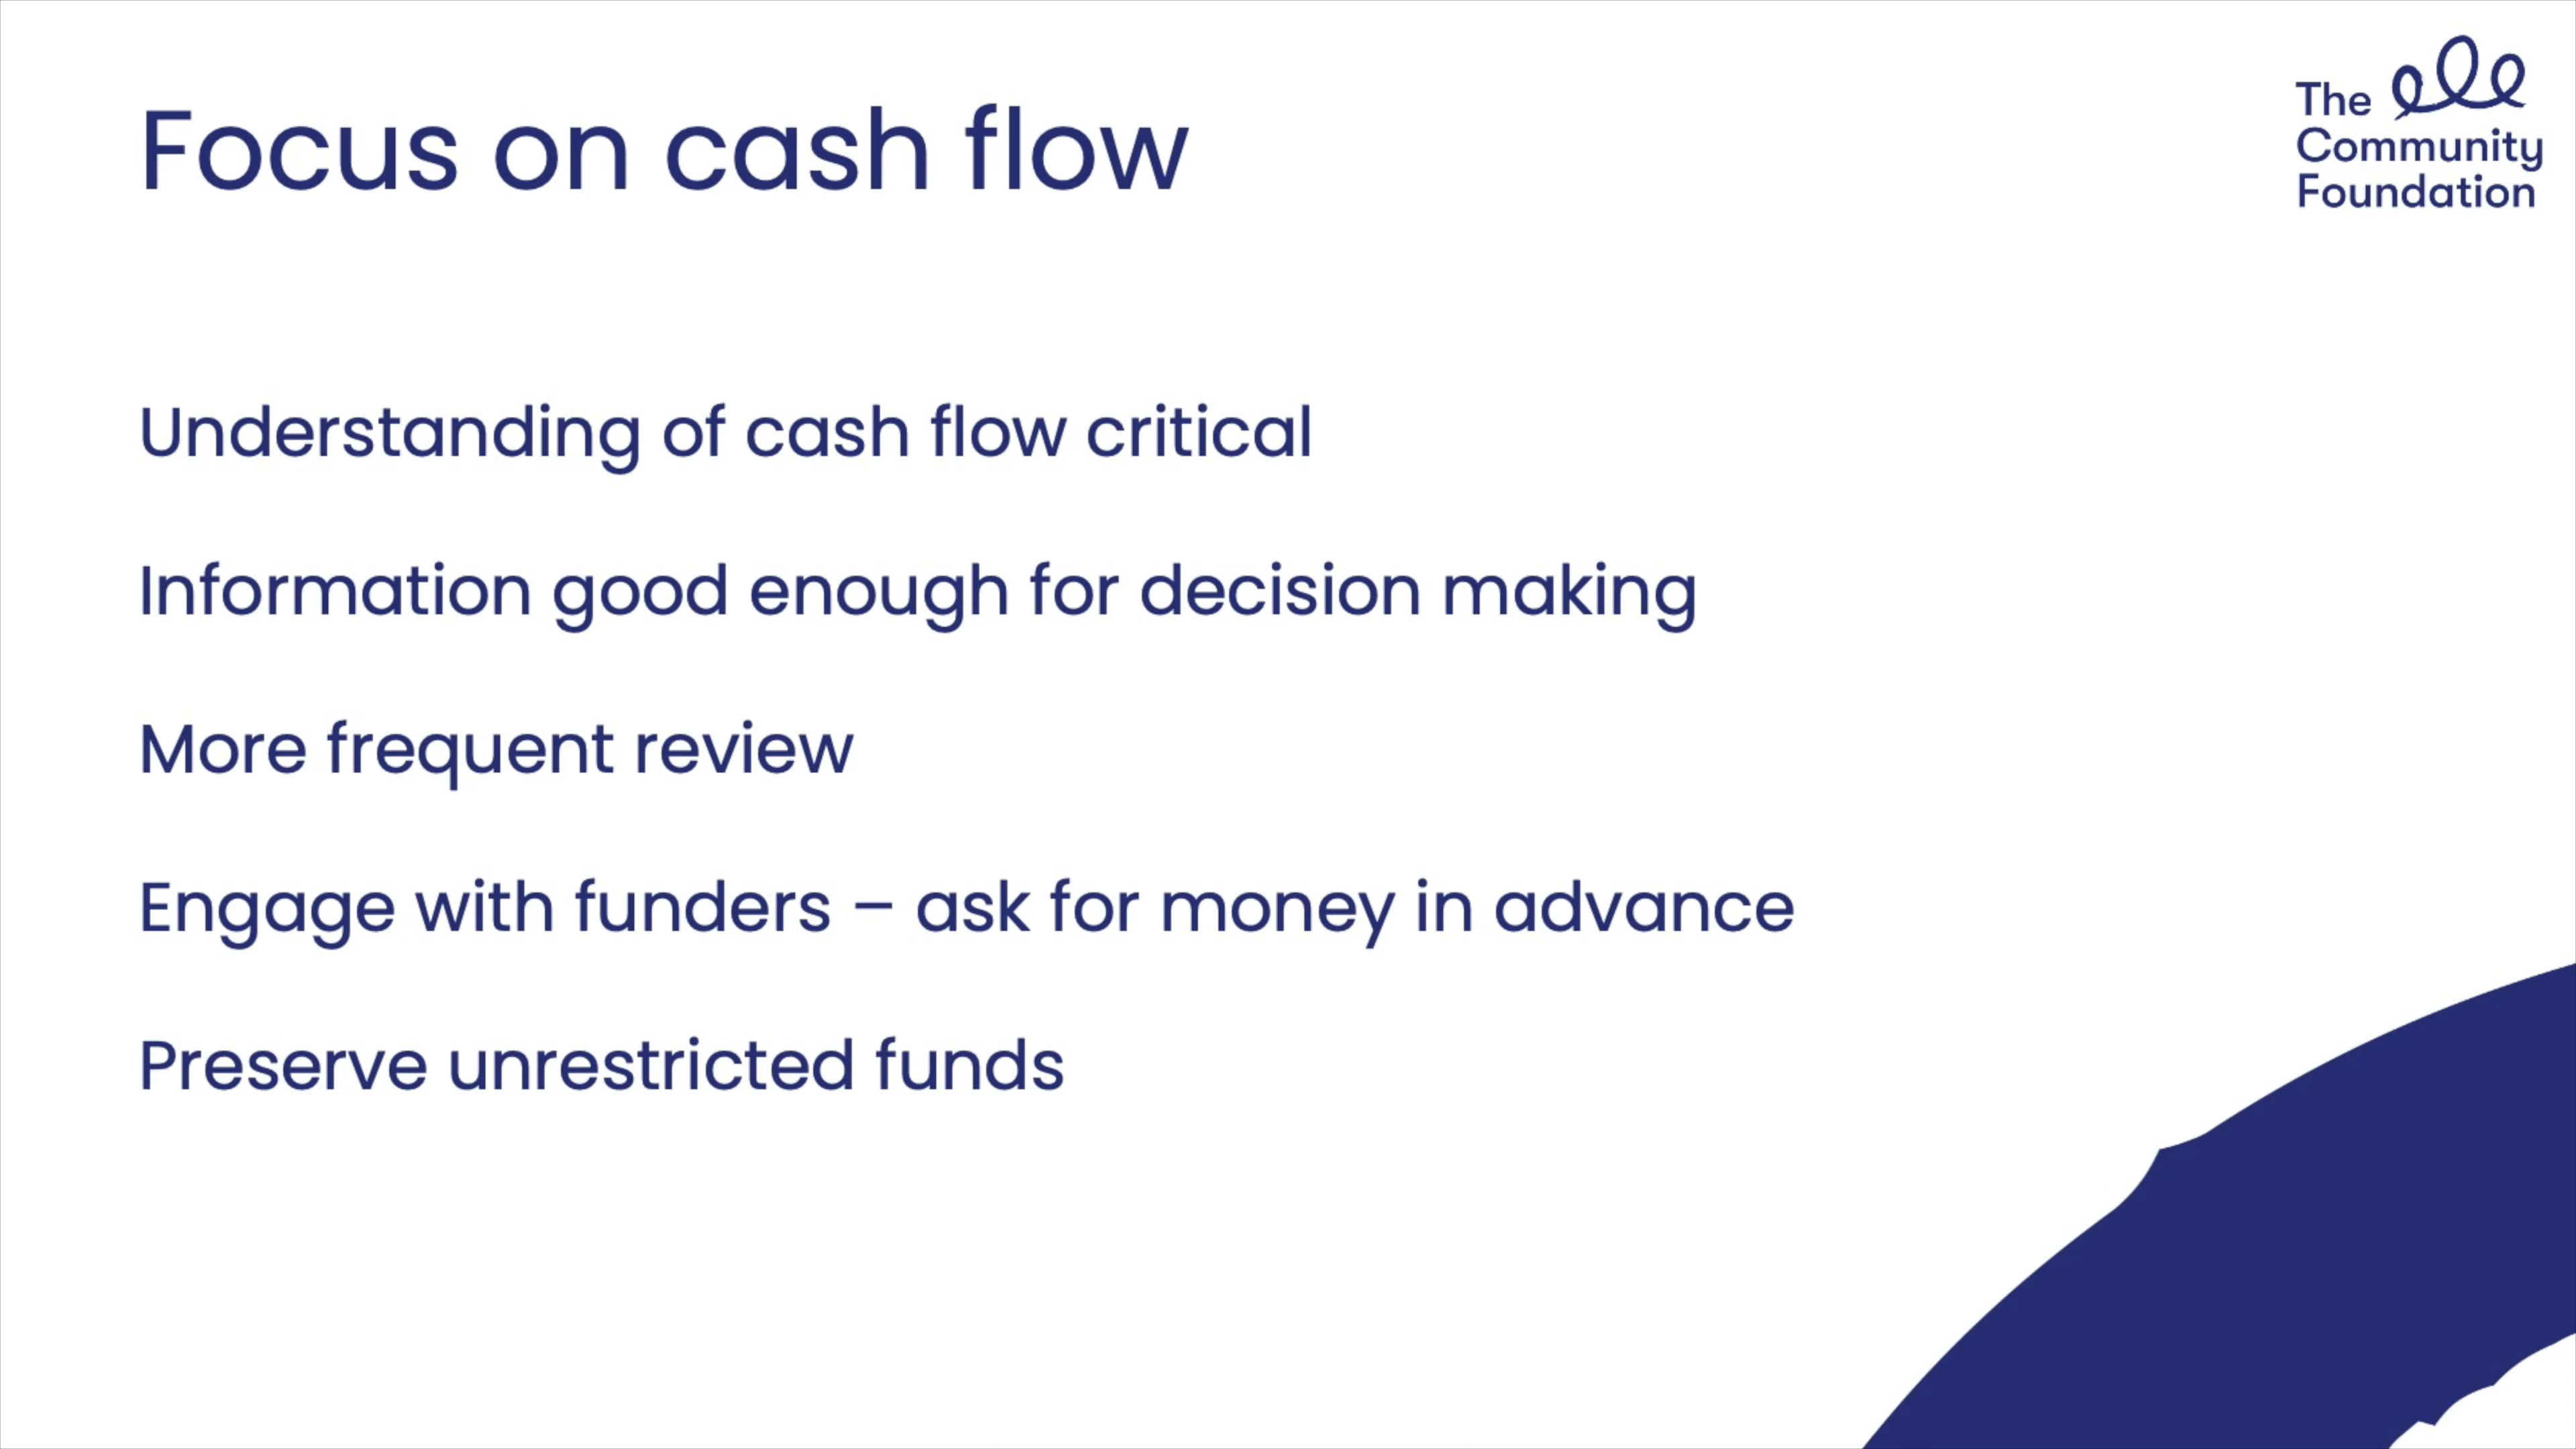 Focus on cash flow
The
Community
Foundation
Understanding of cash flow critical
Information good enough for decision making
More frequent review
Engage with funders – ask for money in advance
Preserve unrestricted funds